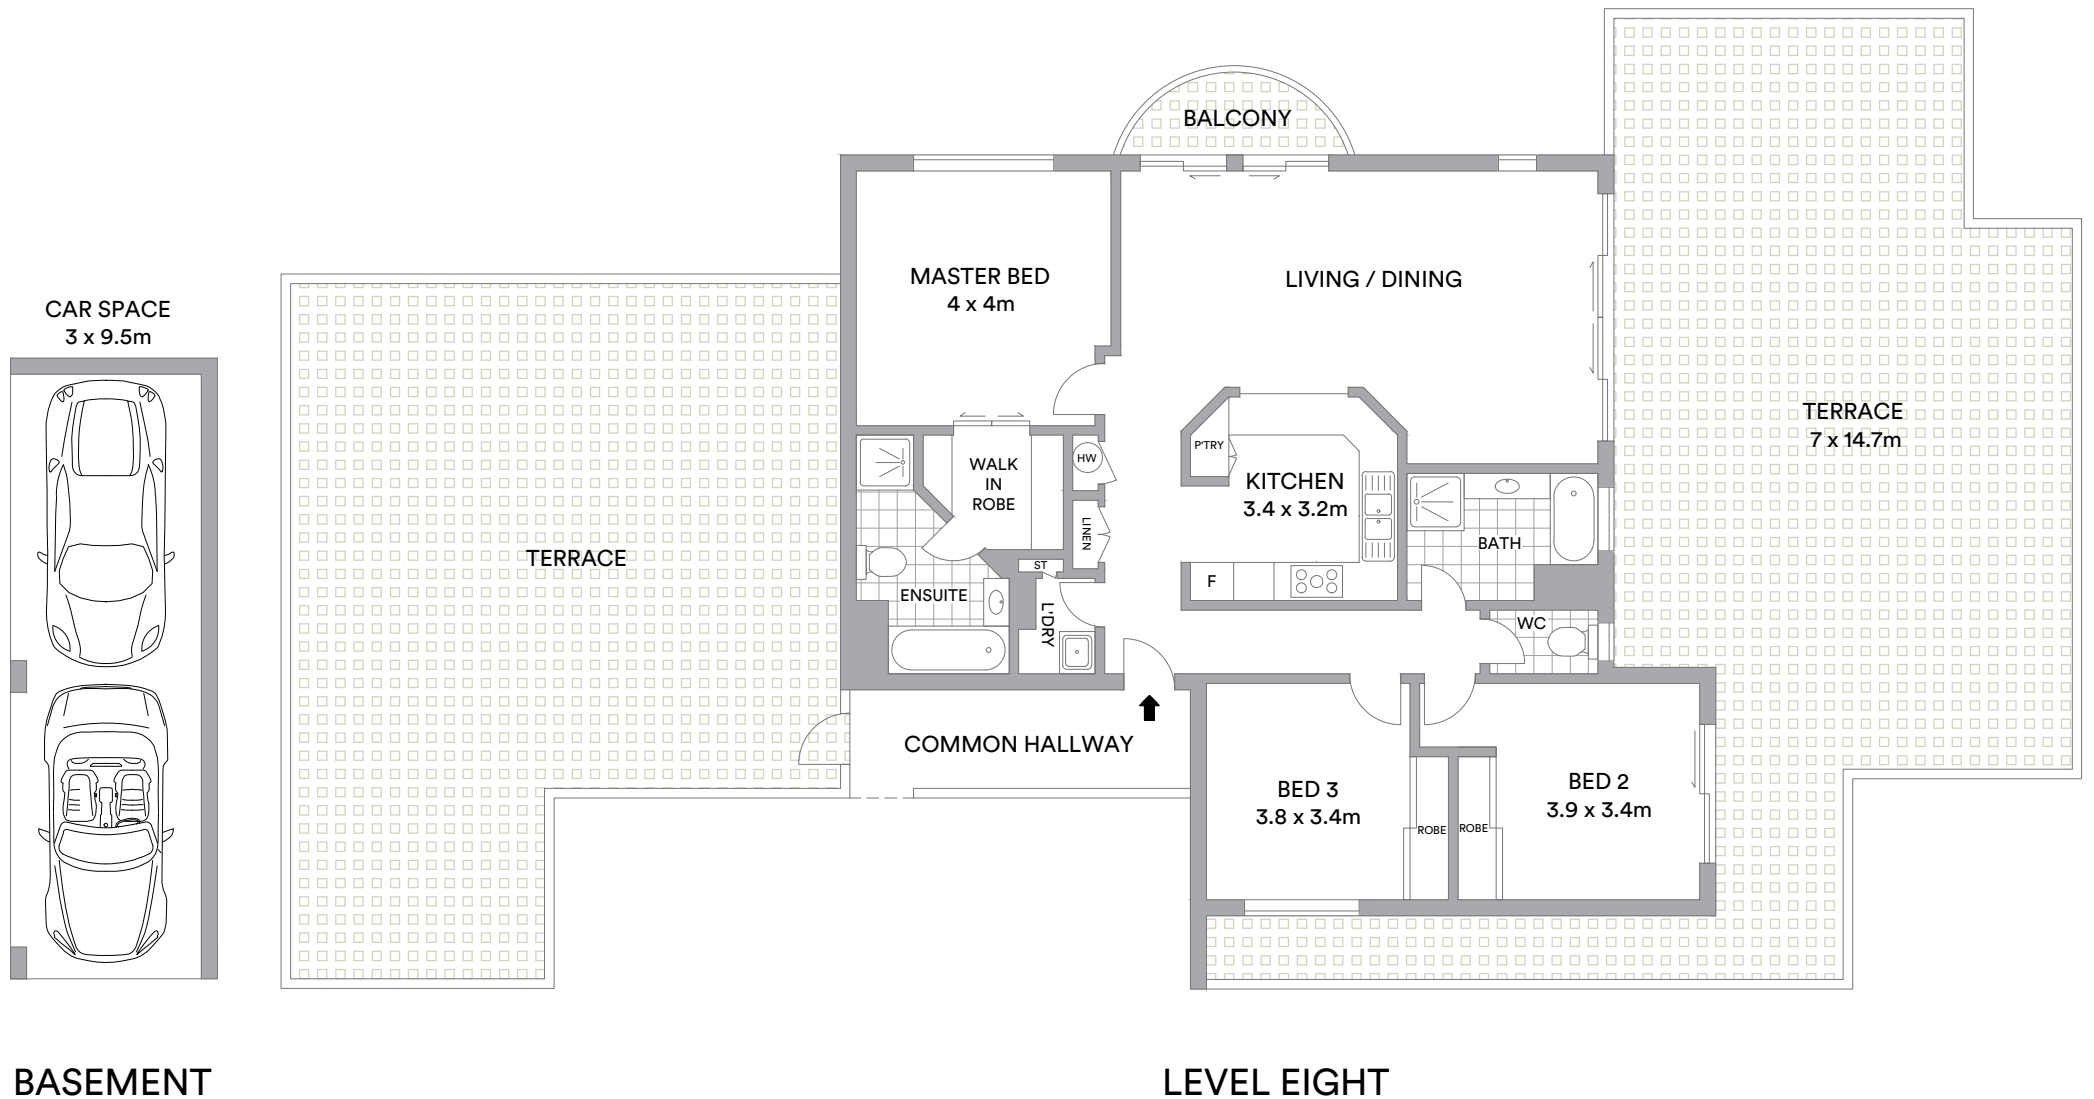 BALCONY
MASTER BED
4 x 4m
LIVING / DINING
CAR SPACE
3 x 9.5m
TERRACE
7 x 14.7m
P'TRY
HW
WALK
IN
ROBE
KITCHEN
3.4 x 3.2m
LINEN
BATH
TERRACE
ST
F
ENSUITE
L'DRY
WC
COMMON HALLWAY
BED 3
3.8 x 3.4m
BED 2
3.9 x 3.4m
ROBE
ROBE
BASEMENT
LEVEL EIGHT